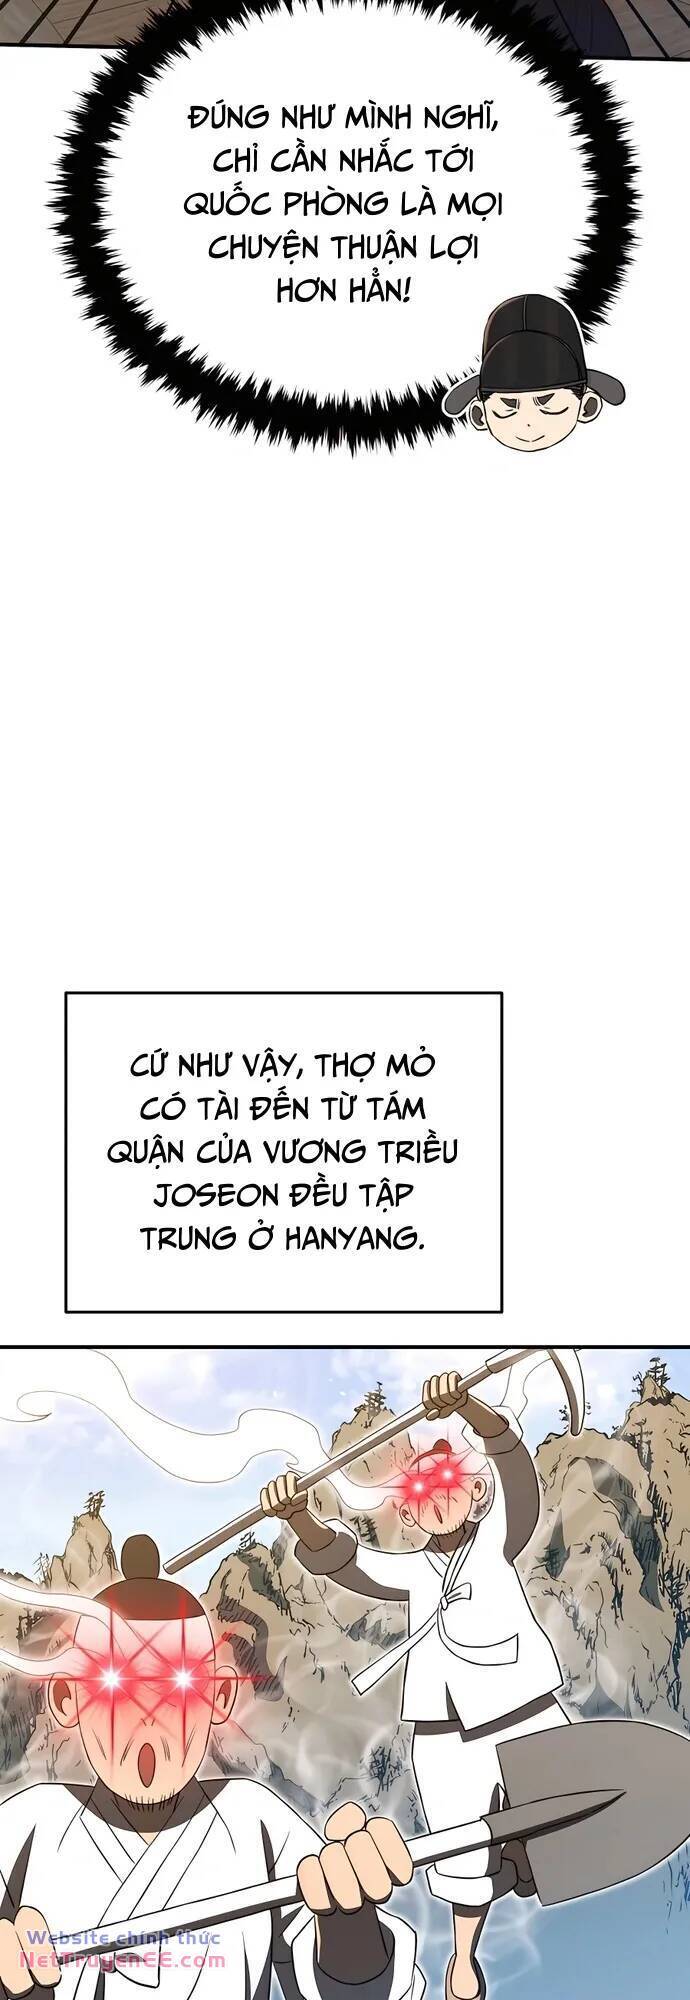 ĐÚNG NHƯ MÌNH NGHĨ,
CHỈ CẦN NHẮC TỚI
QUỐC PHÒNG LÀ MỌI
CHUYỆN THUẬN LỢI
HƠN HẲN!
CỨ NHƯ VẬY, THỢ MỎ
CÓ TÀI ĐẾN TỪ TÁM
QUẬN CỦA VƯƠNG TRIỀU
JOSEON ĐỀU TẬP
TRUNG Ở HANYANG.
Website chính thức
NetTruyenEE.com